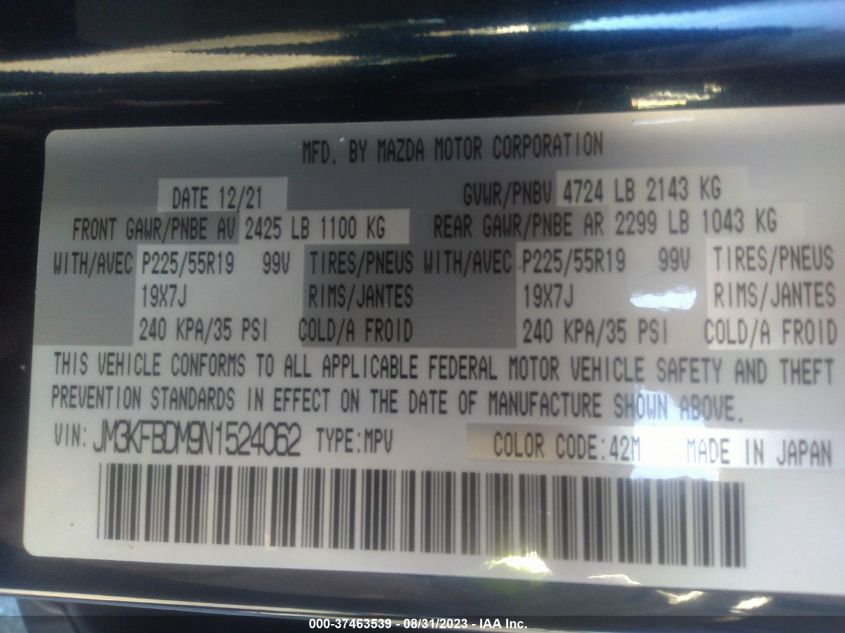 MFD. BY MAZDA MOTOR CORPORATION
DATE 12/21 GVWR/PNBV 4724 LB 2143 KG
FRONT GAWR/PNBE AV 2425 LB 1100 KG REAR GAWR/PNBE AR 2299 LB 1043 KG
WITH/AVEC P225/55R19 99V TIRES/PNEUS WITH/AVEC P225/55R19 99V TIRES/PNEUS
19X7J RIMS/JANTES 19X7J RIMS/JANTES
240 KPA/35 PSI COLD/A FROID 240 KPA/35 PSI COLD/A FROID
THIS VEHICLE CONFORMS TO ALL APPLICABLE FEDERAL MOTOR VEHICLE SAFETY AND THEFT
PREVENTION STANDARDS IN EFFECT ON THE DATE OF MANUFACTURE SHOWN ABOVE.
VIN: JM3KFBDM9N1524062 TYPE:MPV COLOR CODE:42M MADE IN JAPAN
000-37463539 - 08/31/2023 - IAA Inc.